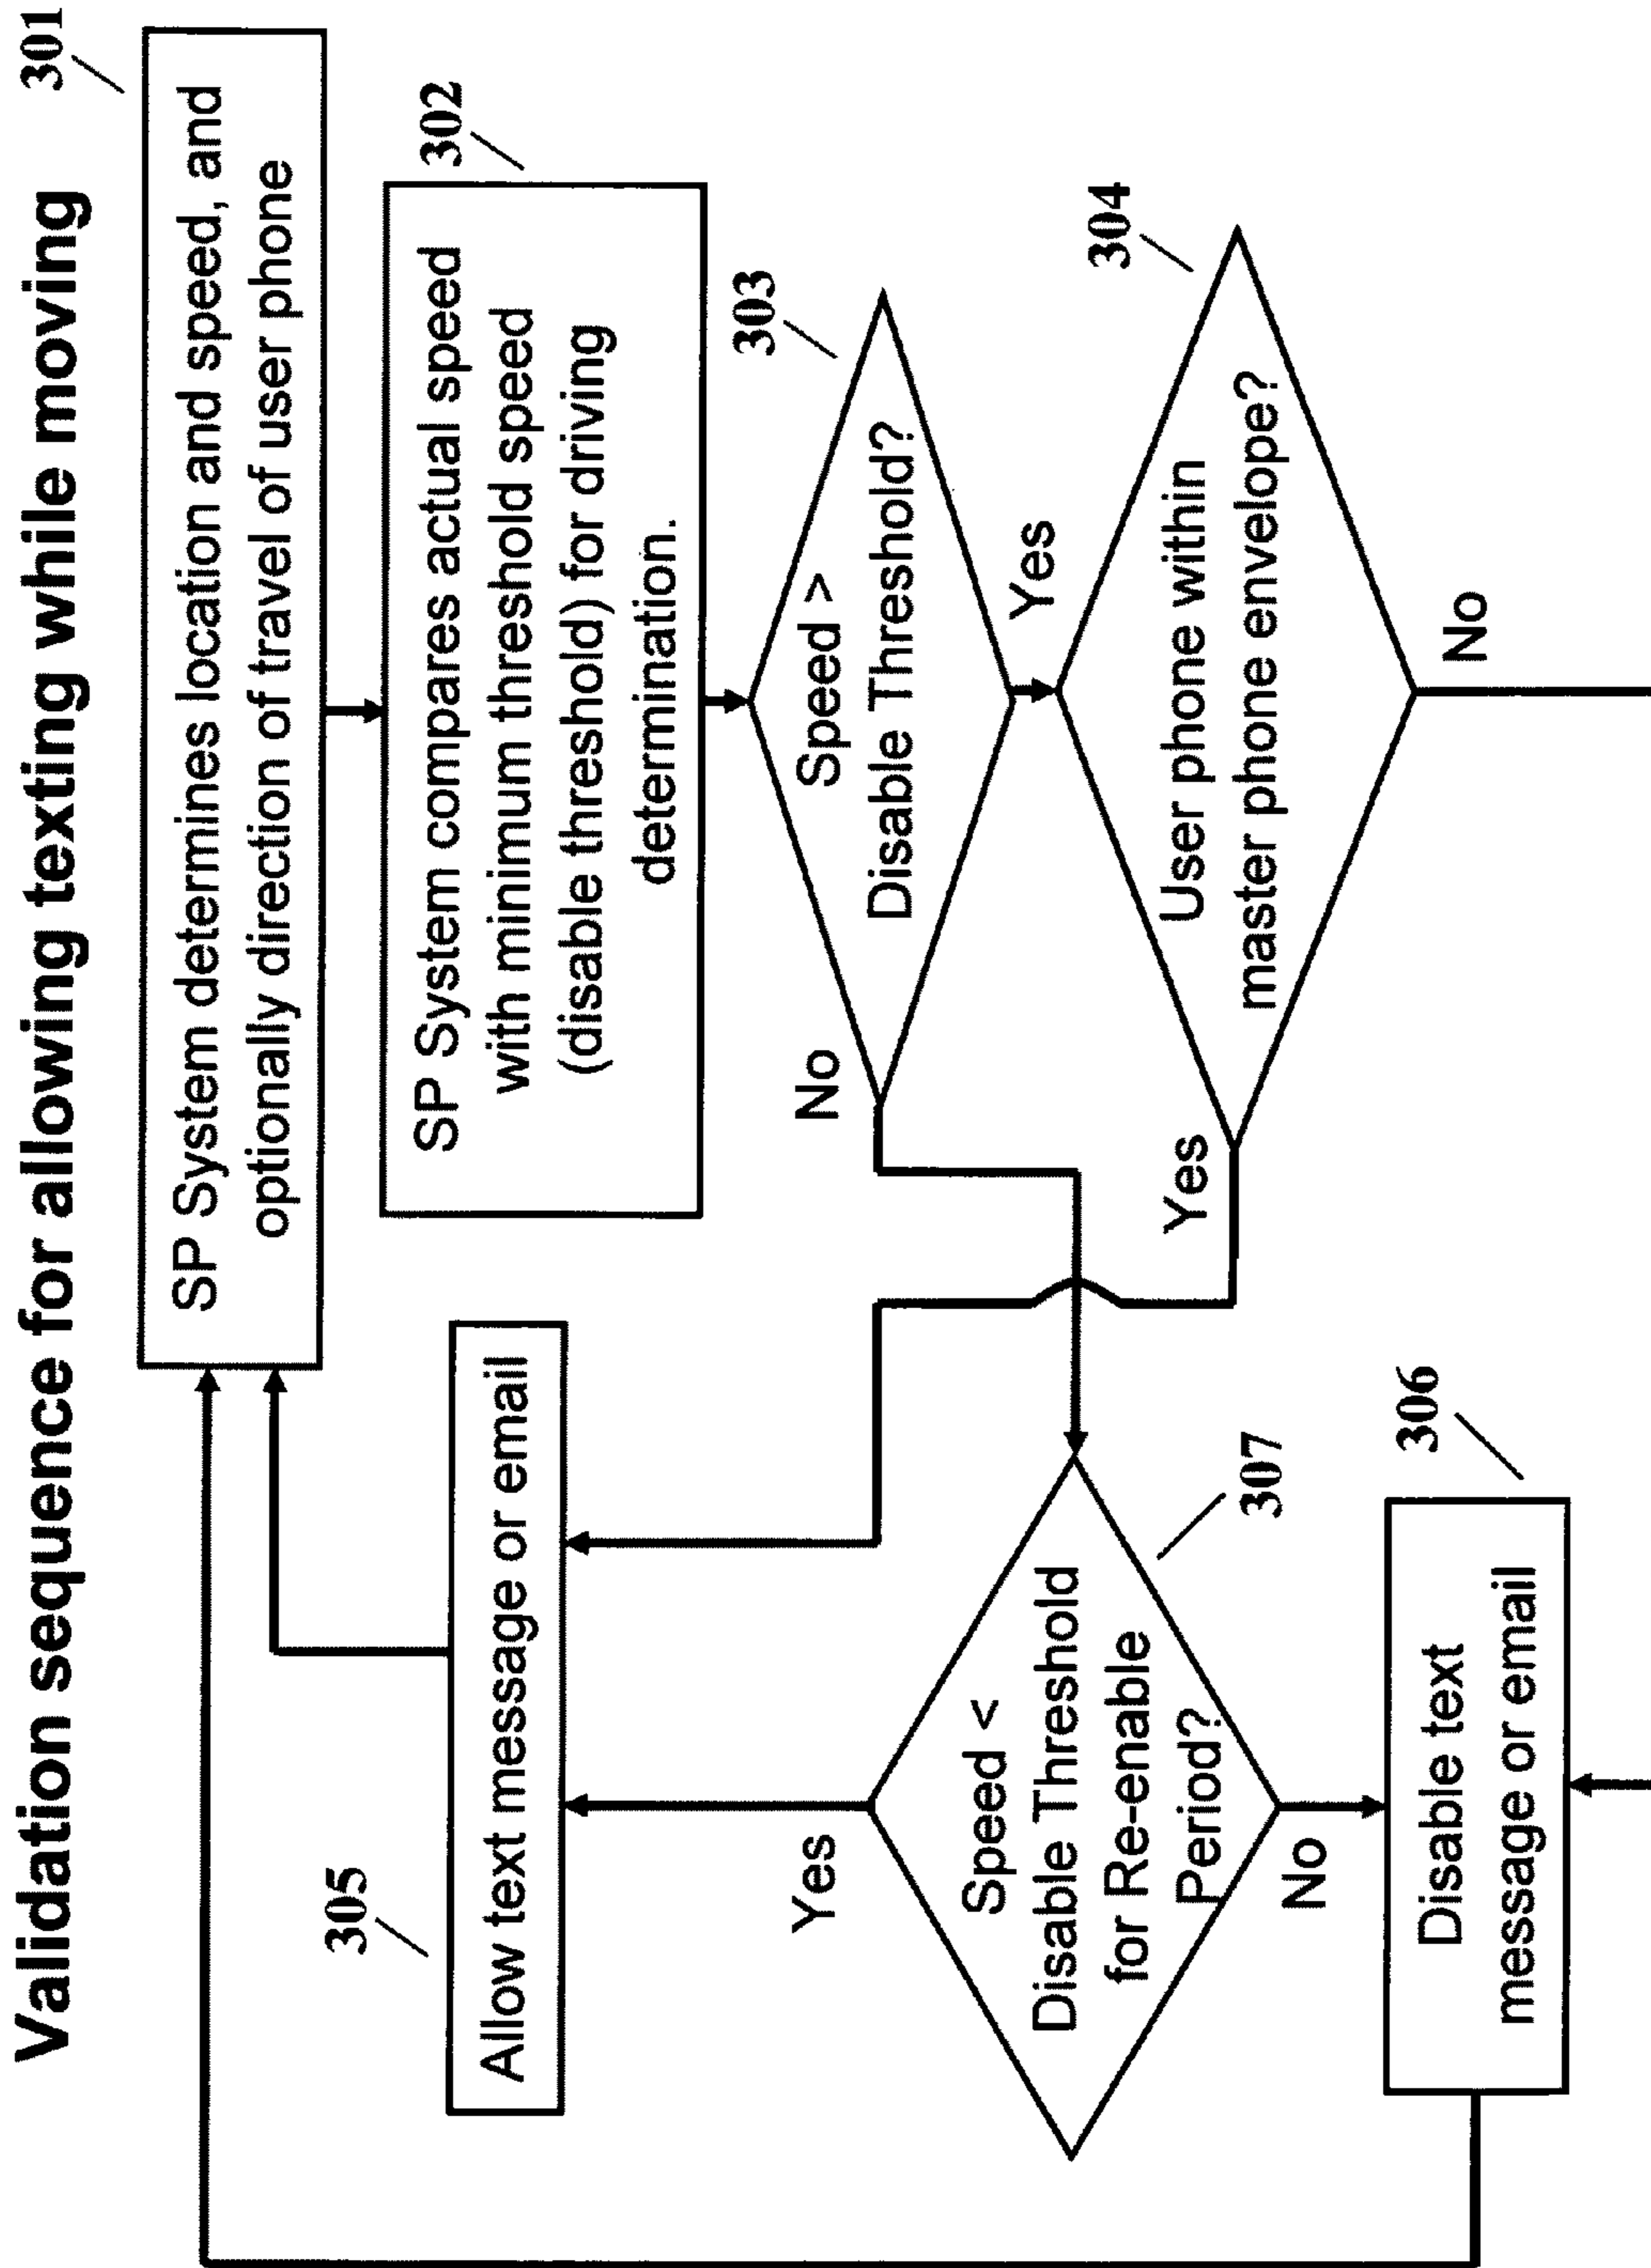 Validation sequence for allowing texting while moving
301
SP System determines location and speed, and
optionally direction of travel of user phone
302
SP System compares actual speed
with minimum threshold speed
(disable threshold) for driving
determination.
303
Speed >
Disable Threshold?
No
Yes
304
User phone within
master phone envelope?
Yes
No
305
Allow text message or email
307
Speed <
Disable Threshold
for Re-enable
Period?
Yes
No
306
Disable text
message or email